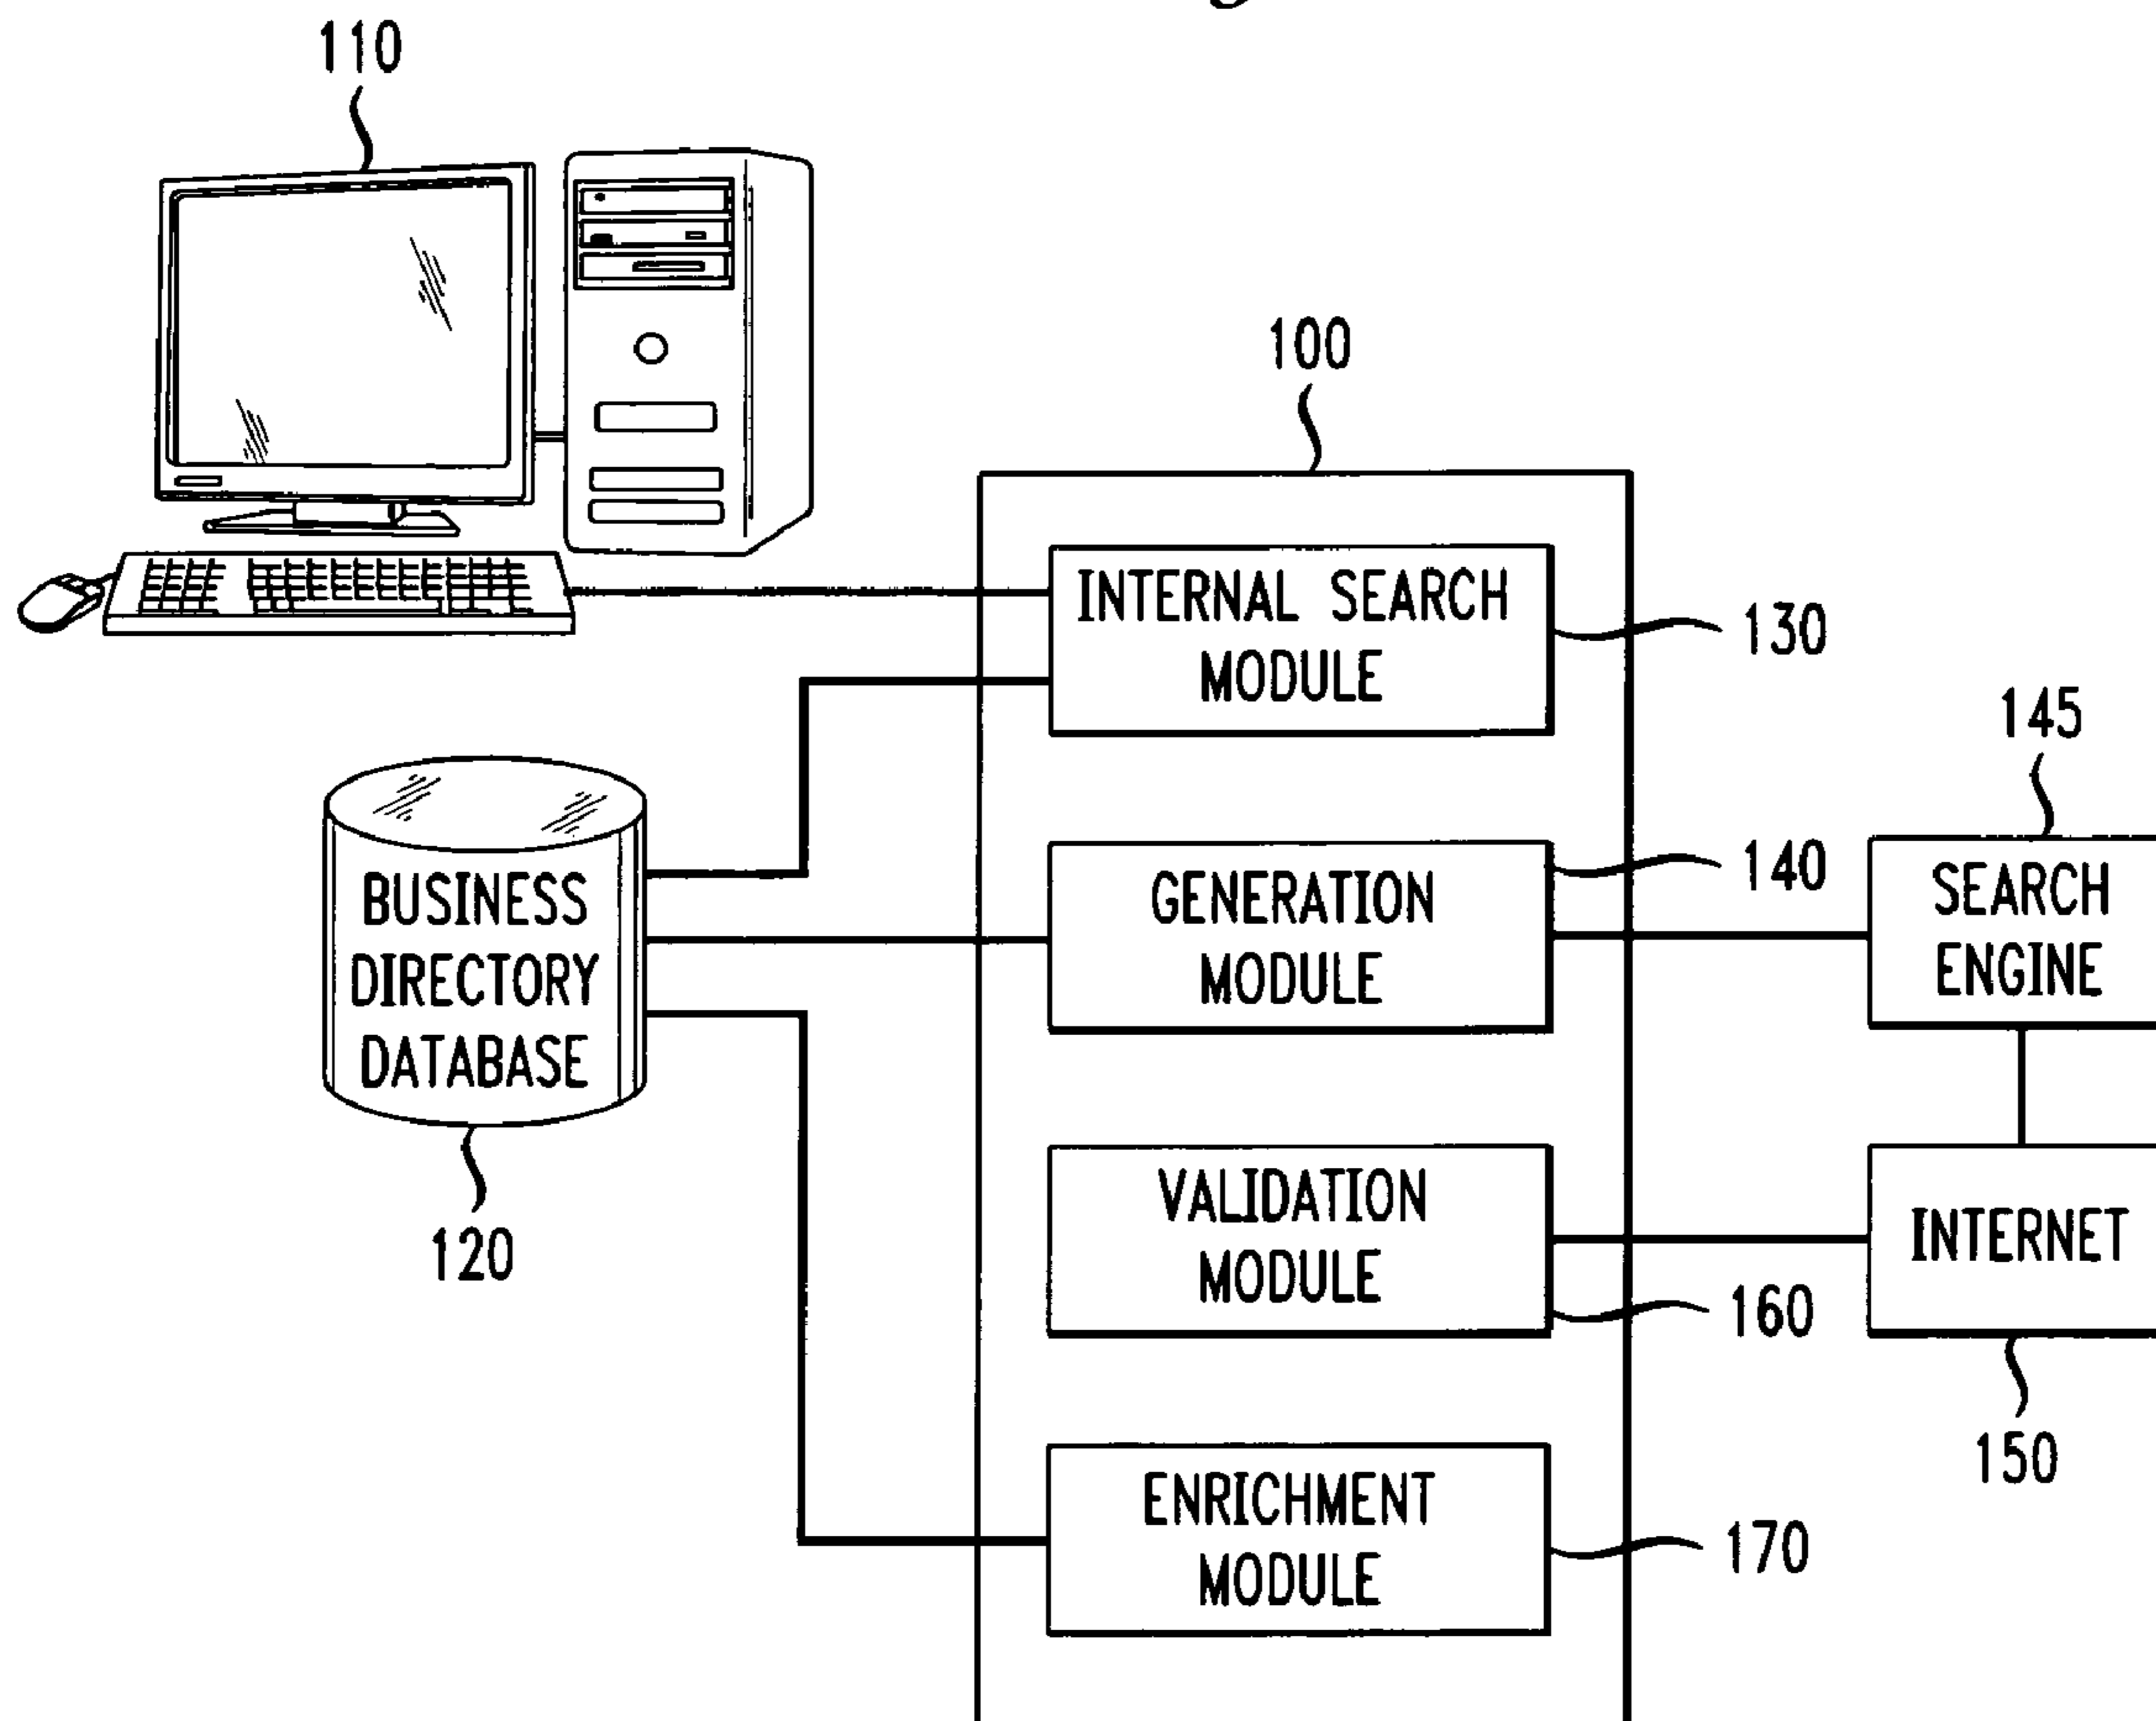 110
100
INTERNAL SEARCH
MODULE
130
145
BUSINESS
DIRECTORY
DATABASE
120
GENERATION
MODULE
140
SEARCH
ENGINE
VALIDATION
MODULE
160
INTERNET
150
ENRICHMENT
MODULE
170